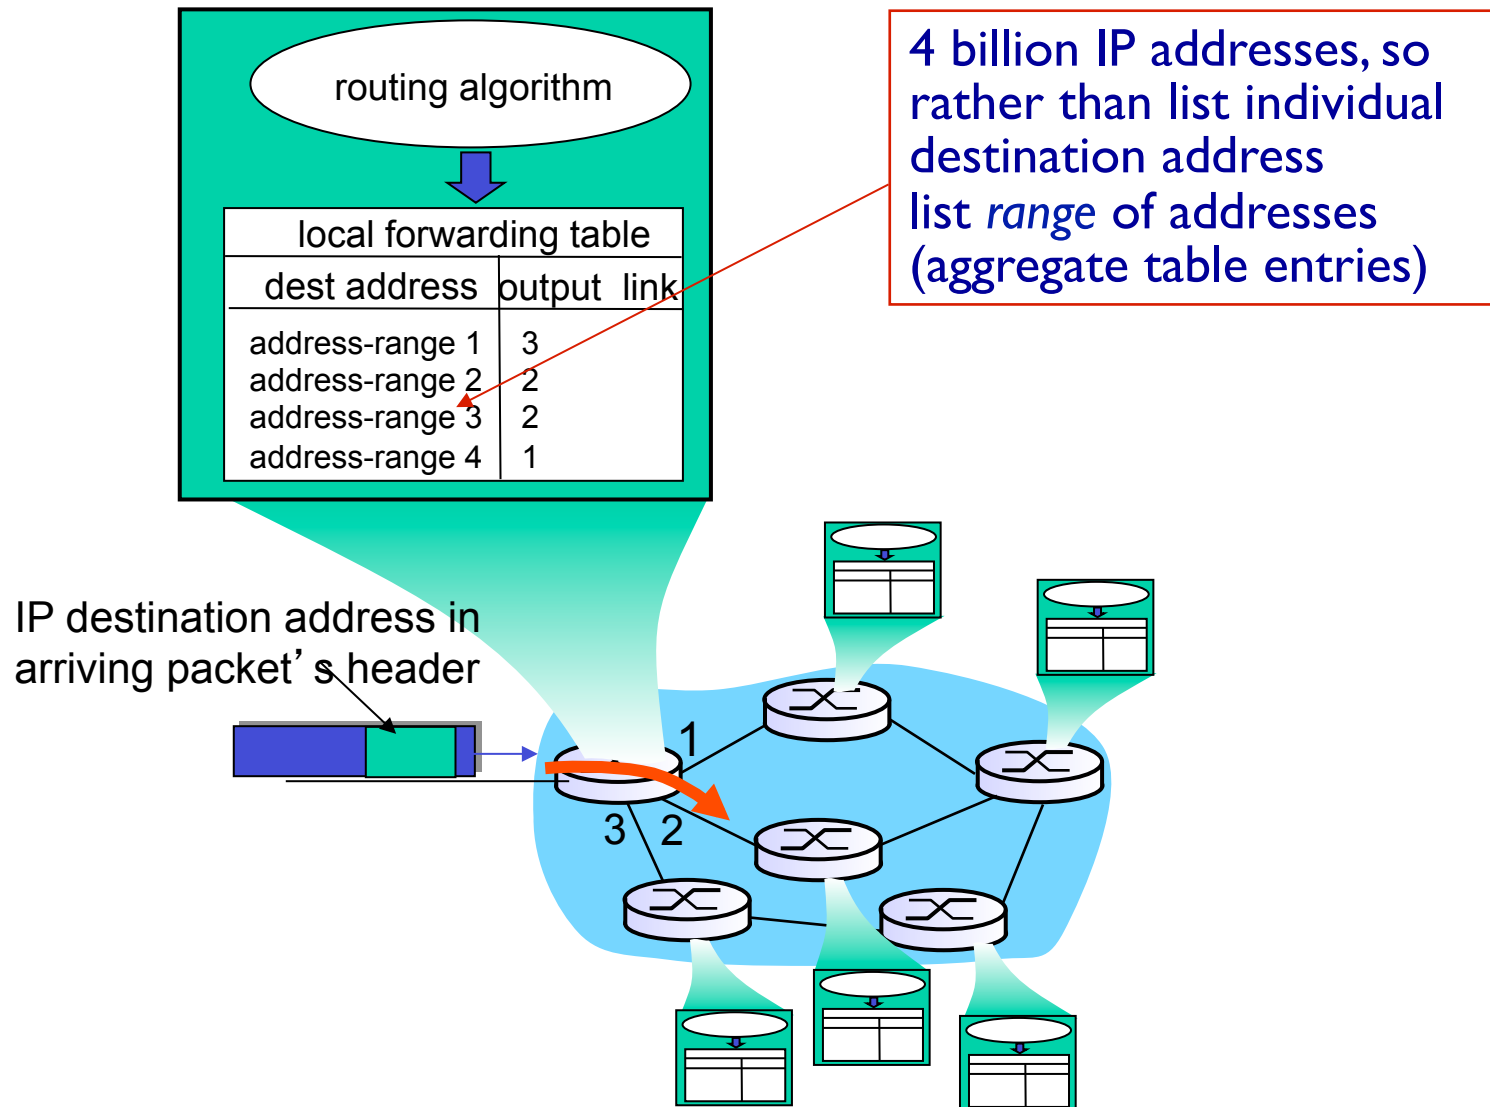 routing algorithm
local forwarding table
dest address output link
address-range 1 3
address-range 2 2
address-range 3 2
address-range 4 1
4 billion IP addresses, so
rather than list individual
destination address
list range of addresses
(aggregate table entries)
IP destination address in
arriving packet’s header
1
3 2